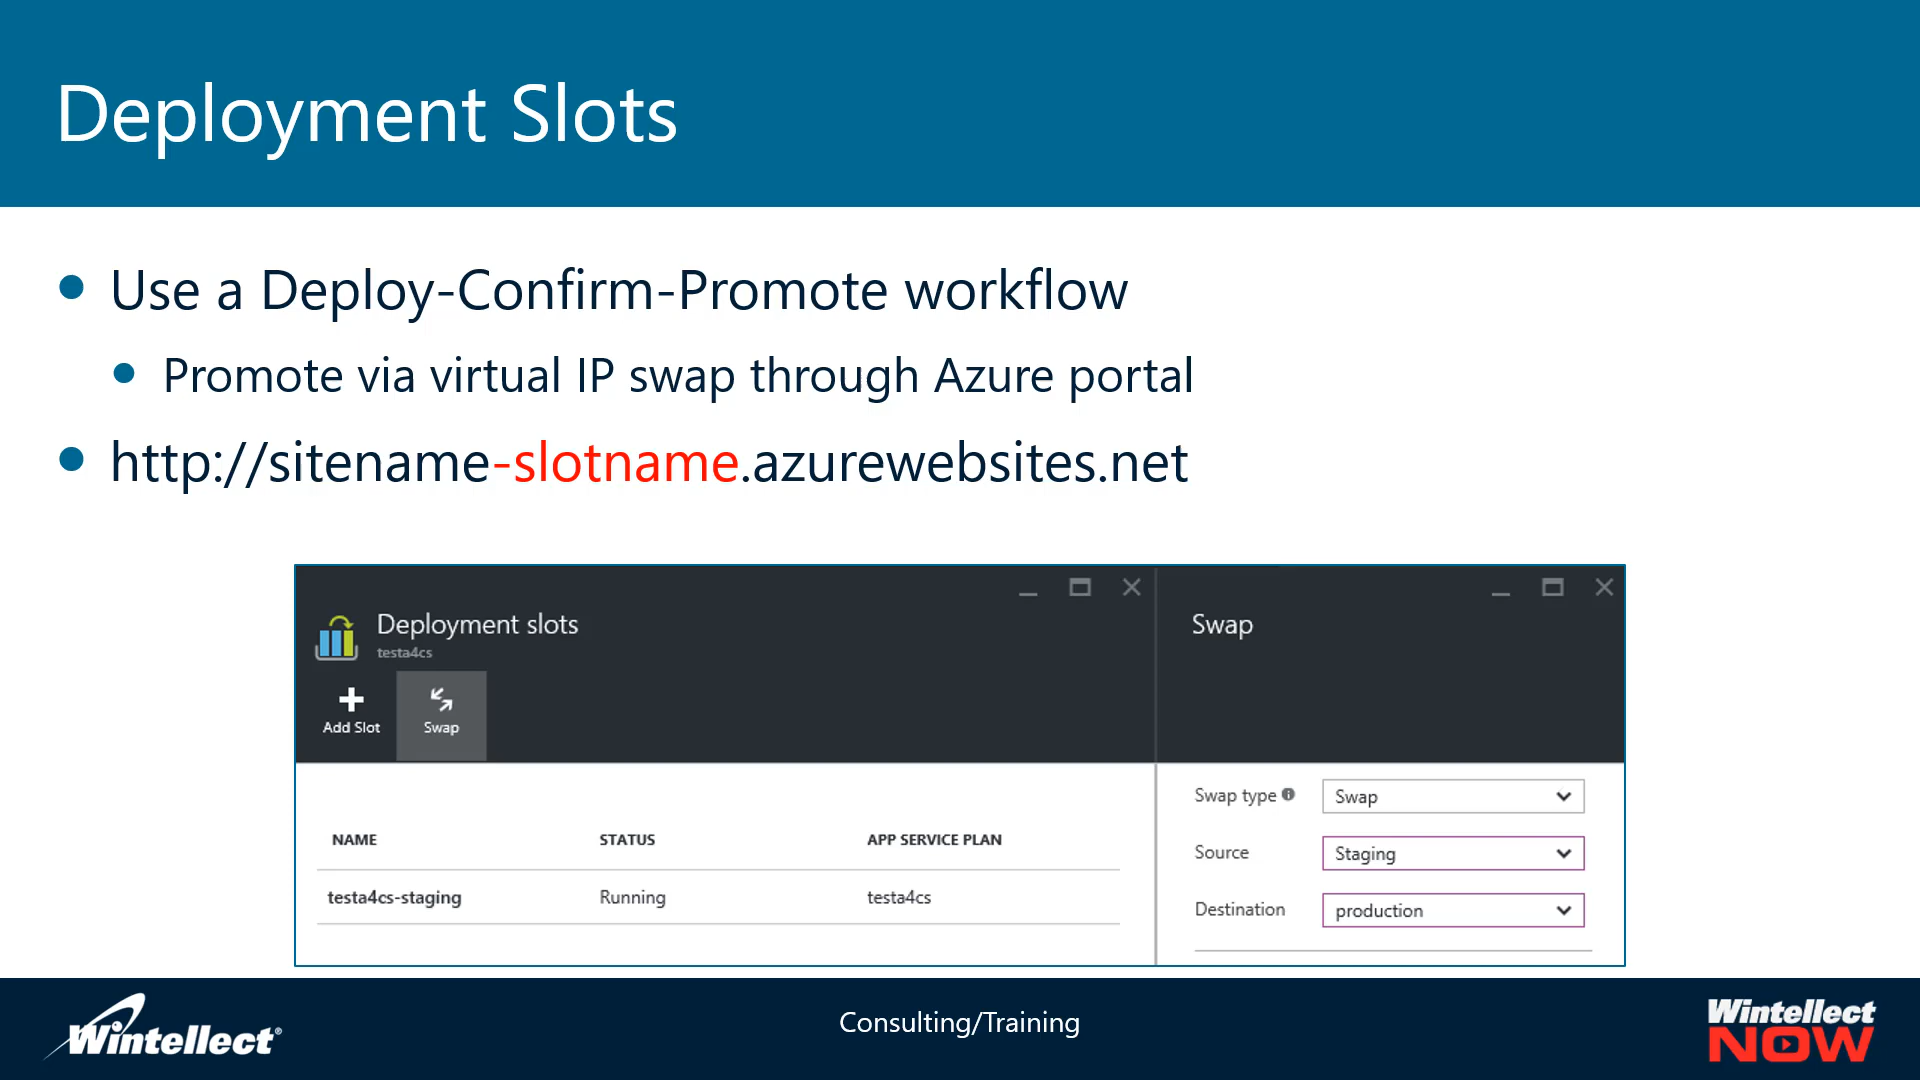 Deployment Slots
Use a Deploy-Confirm-Promote workflow
Promote via virtual IP swap through Azure portal
http://sitename-slotname.azurewebsites.net
Deployment slots
testa4cs
Add Slot
Swap
NAME STATUS APP SERVICE PLAN
testa4cs-staging Running testa4cs
Swap
Swap type Swap
Source Staging
Destination production
Wintellect®
Consulting/Training
Wintellect
NOW